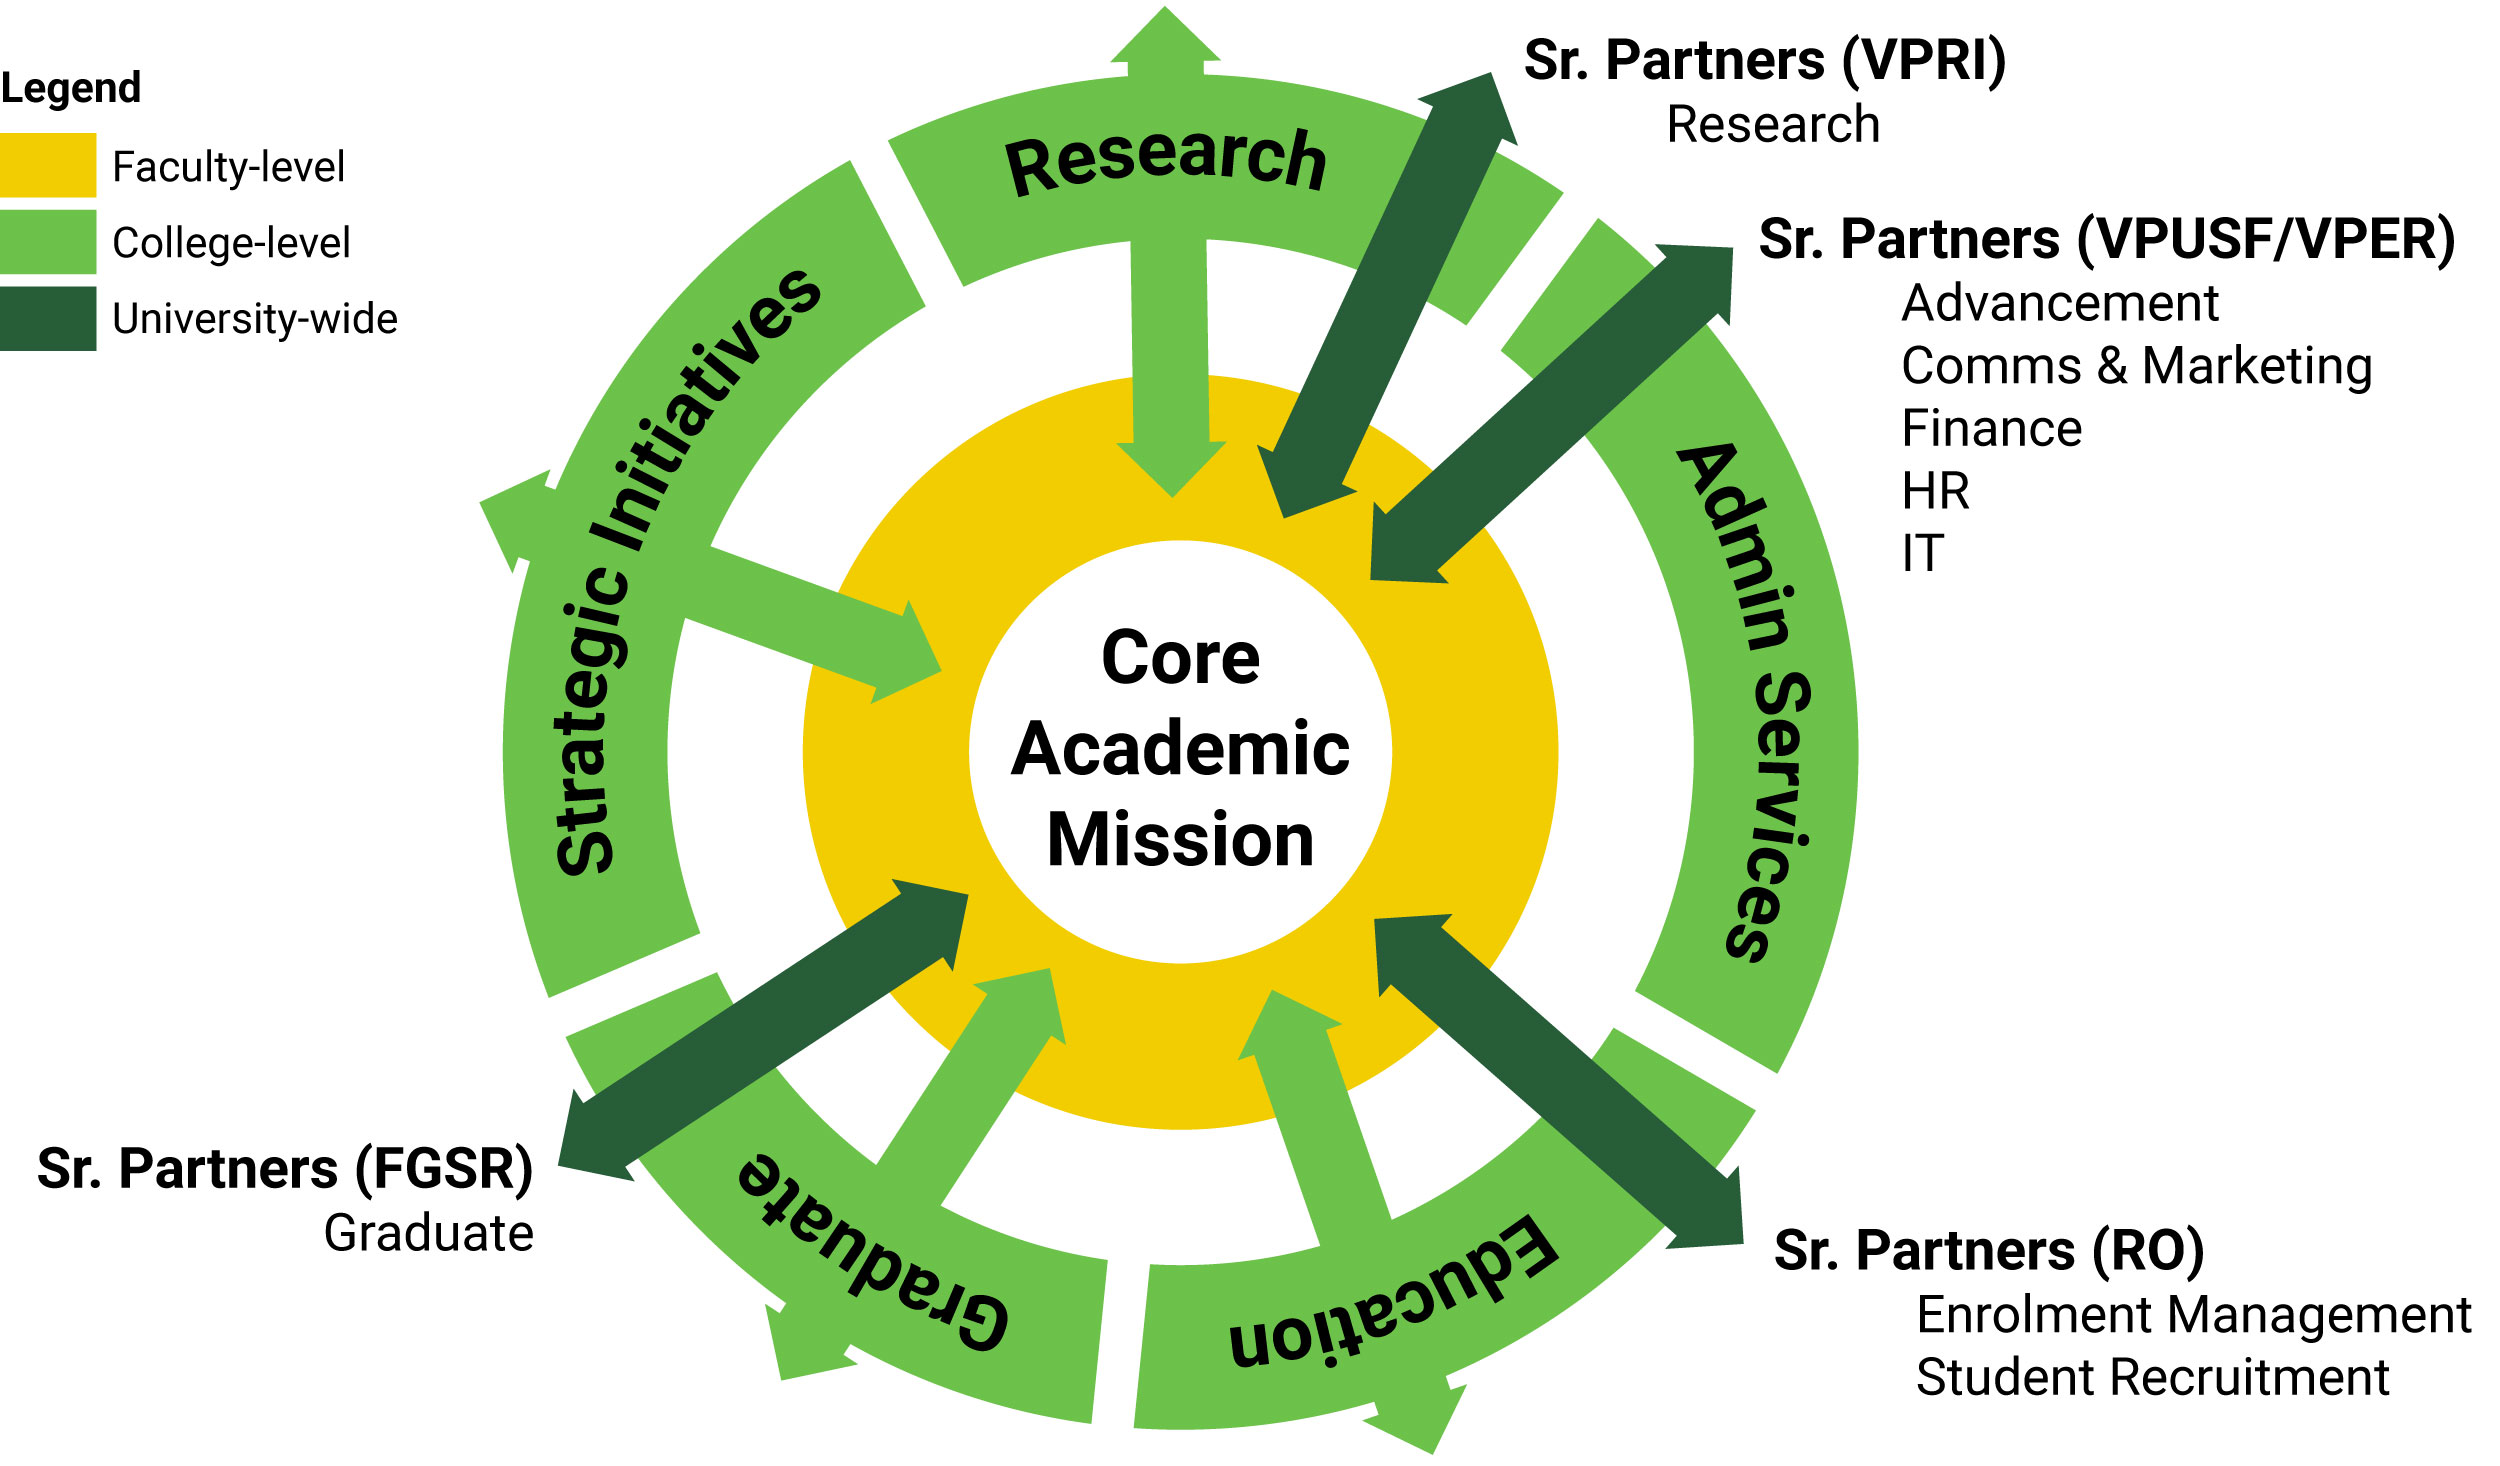 Legend
Faculty-level
College-level
University-wide
Research
Sr. Partners (VPRI)
Research
Sr. Partners (VPUSF/VPER)
Advancement
Comms & Marketing
Finance
HR
IT
Strategic Initiatives
Admin Services
Core
Academic
Mission
Sr. Partners (FGSR)
Graduate
Graduate
Education
Sr. Partners (RO)
Enrolment Management
Student Recruitment